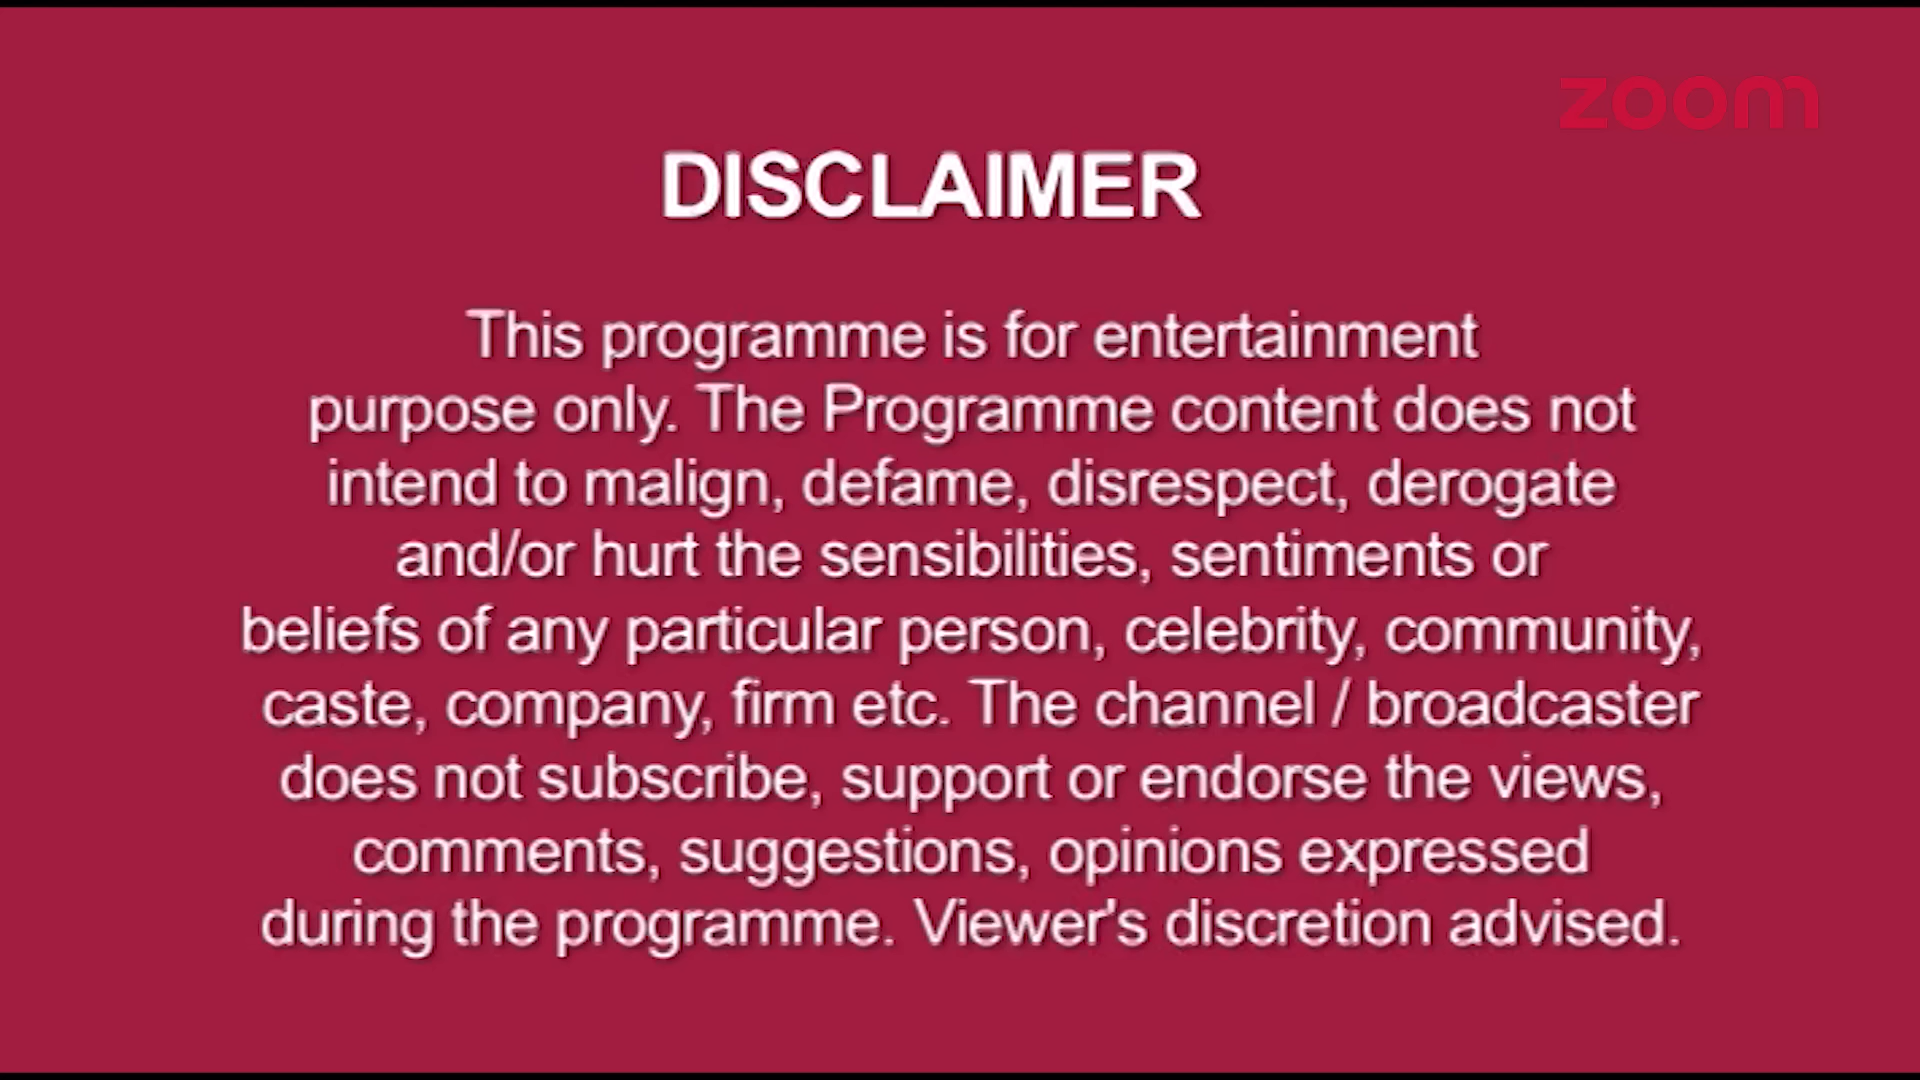 zoom
DISCLAIMER
This programme is for entertainment
purpose only. The Programme content does not
intend to malign, defame, disrespect, derogate
and/or hurt the sensibilities, sentiments or
beliefs of any particular person, celebrity, community,
caste, company, firm etc. The channel / broadcaster
does not subscribe, support or endorse the views,
comments, suggestions, opinions expressed
during the programme. Viewer's discretion advised.